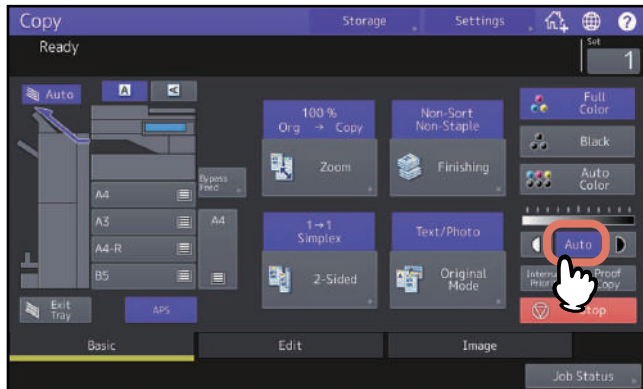 Copy
Storage
Settings
?
Ready
Set
1
Auto
A
A
100 %
Org → Copy
Zoom
Non-Sort
Non-Staple
Finishing
Full
Color
Black
Auto
Color
Bypass
Feed
A4
A3
A4-R
B5
A4
1→1
Simplex
2-Sided
Text/Photo
Original
Mode
Auto
Proof
Copy
Stop
Exit
Tray
APS
Basic
Edit
Image
Job Status